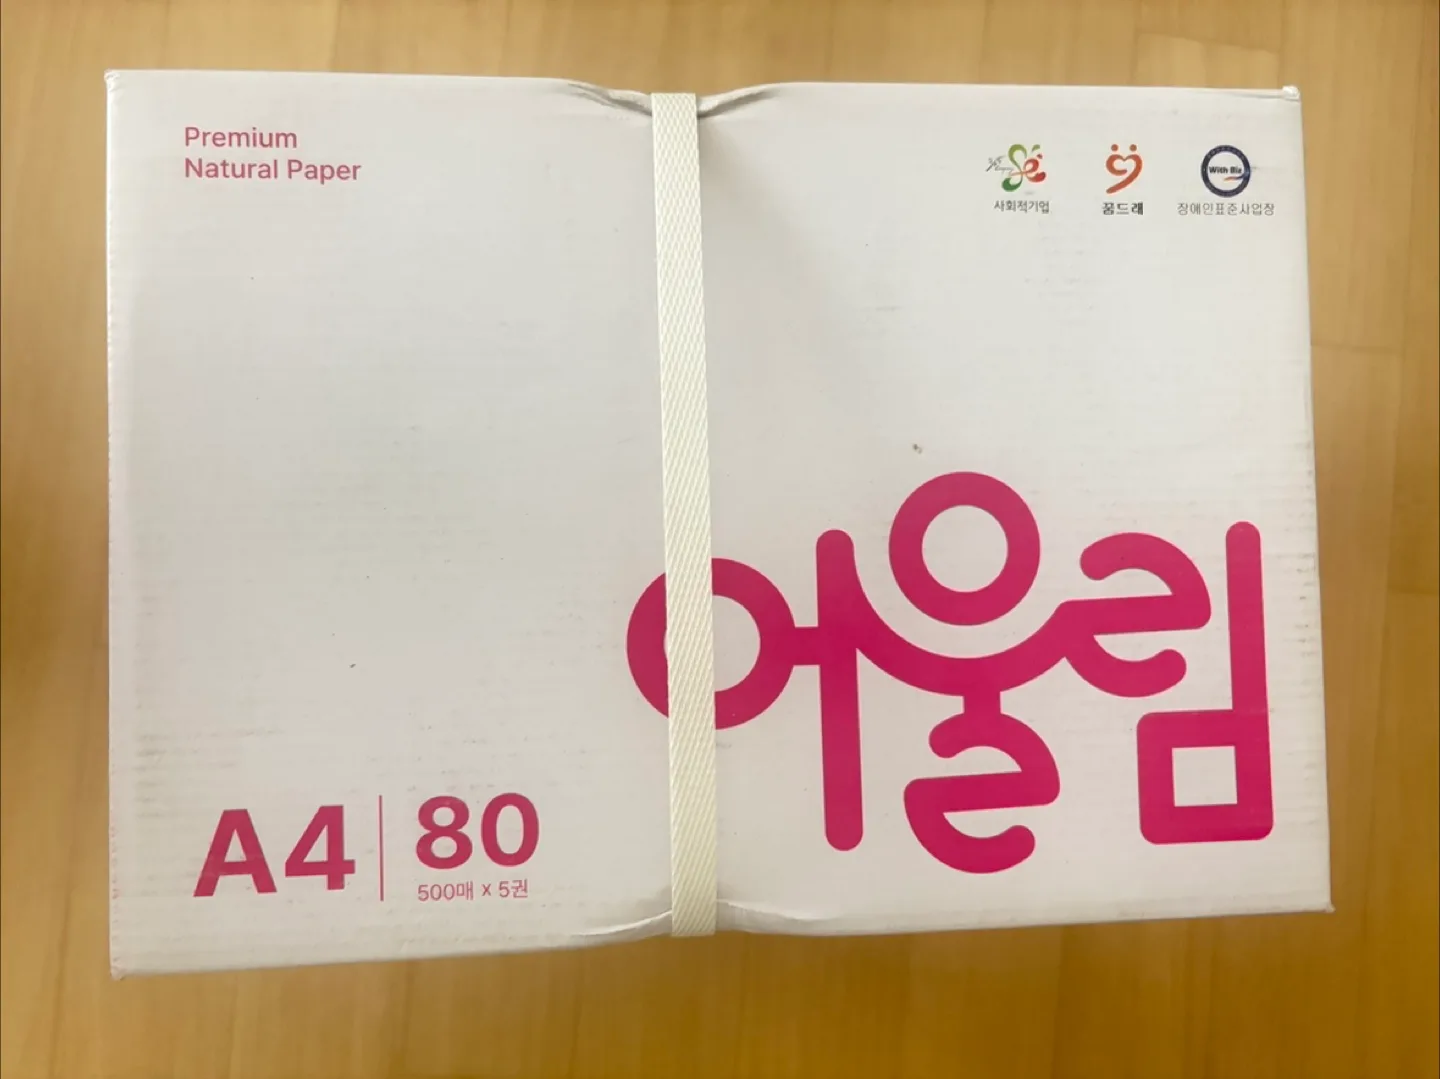 Premium
Natural Paper
사회적기업
꿈드래
With Biz
장애인표준사업장
어울림
A4
80
500매 x 5권